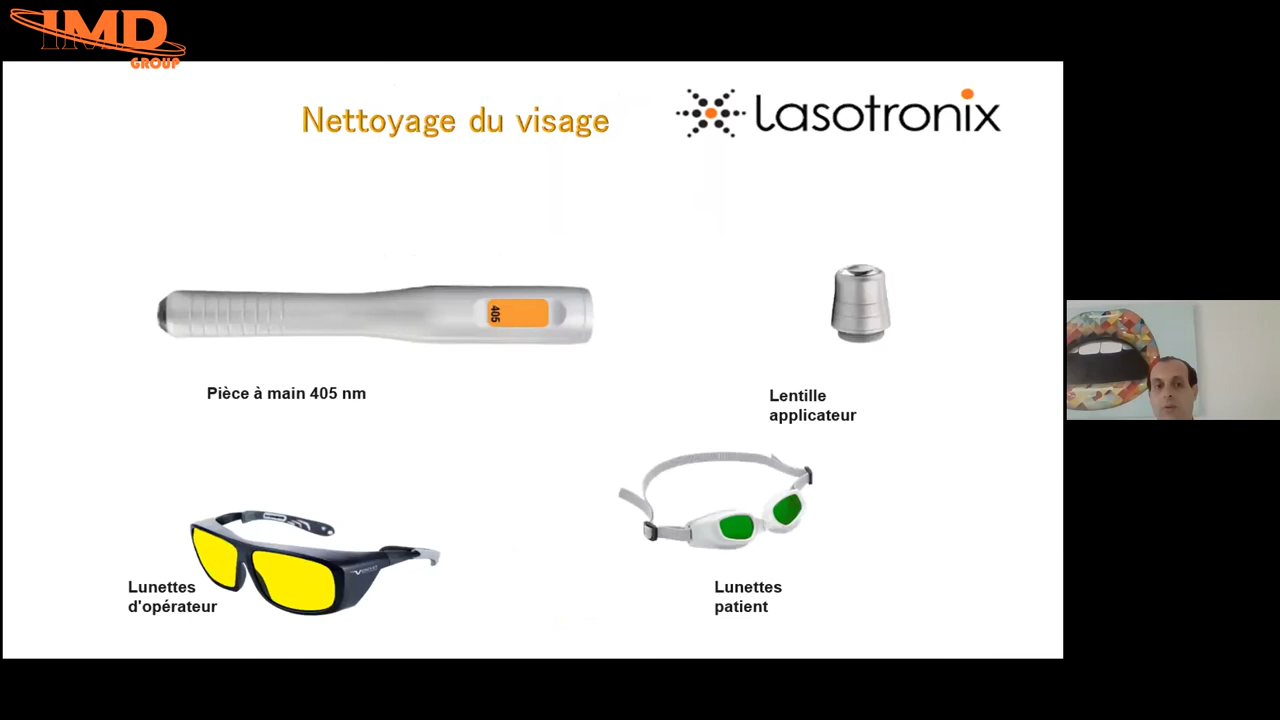 IMD
GROUP
Nettoyage du visage
Lasotronix
405
Pièce à main 405 nm
Lentille
applicateur
Lunettes
d'opérateur
Lunettes
patient